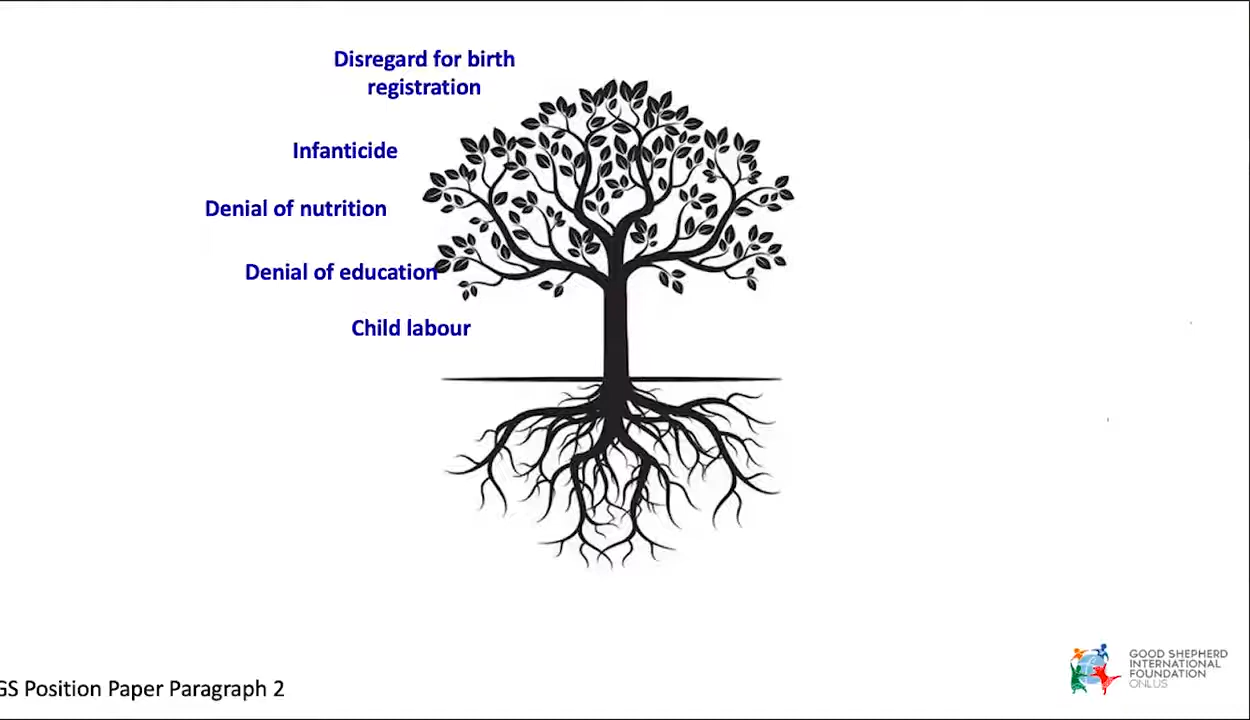 Disregard for birth
registration
Infanticide
Denial of nutrition
Denial of education
Child labour
GS Position Paper Paragraph 2
GOOD SHEPHERD
INTERNATIONAL
FOUNDATION
ONLUS